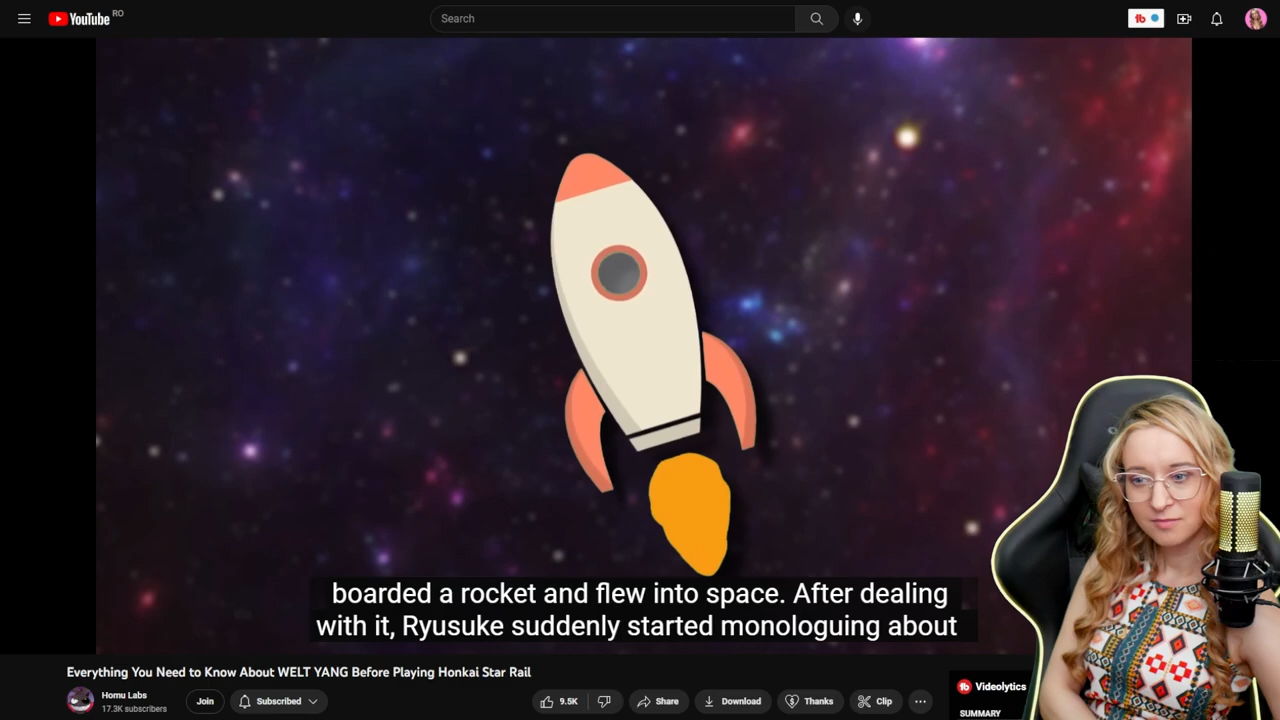 YouTube RO
Search
boarded a rocket and flew into space. After dealing
with it, Ryusuke suddenly started monologuing about
Everything You Need to Know About WELT YANG Before Playing Honkai Star Rail
Homu Labs
17.3K subscribers
Join
Subscribed
9.5K
Share
Download
Thanks
Clip
tb
tb Videolytics
SUMMARY